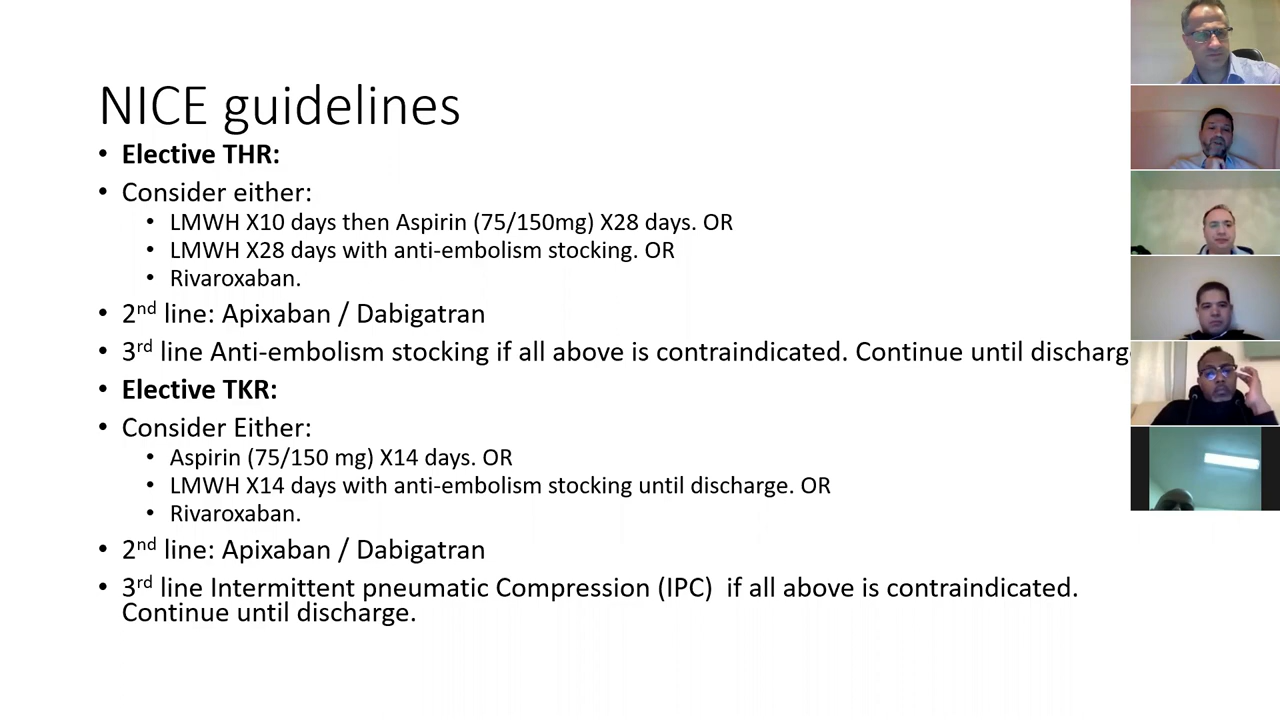 NICE guidelines
• Elective THR:
• Consider either:
• LMWH X10 days then Aspirin (75/150mg) X28 days. OR
• LMWH X28 days with anti-embolism stocking. OR
• Rivaroxaban.
• 2nd line: Apixaban / Dabigatran
• 3rd line Anti-embolism stocking if all above is contraindicated. Continue until discharg
• Elective TKR:
• Consider Either:
• Aspirin (75/150 mg) X14 days. OR
• LMWH X14 days with anti-embolism stocking until discharge. OR
• Rivaroxaban.
• 2nd line: Apixaban / Dabigatran
• 3rd line Intermittent pneumatic Compression (IPC)  if all above is contraindicated.
Continue until discharge.